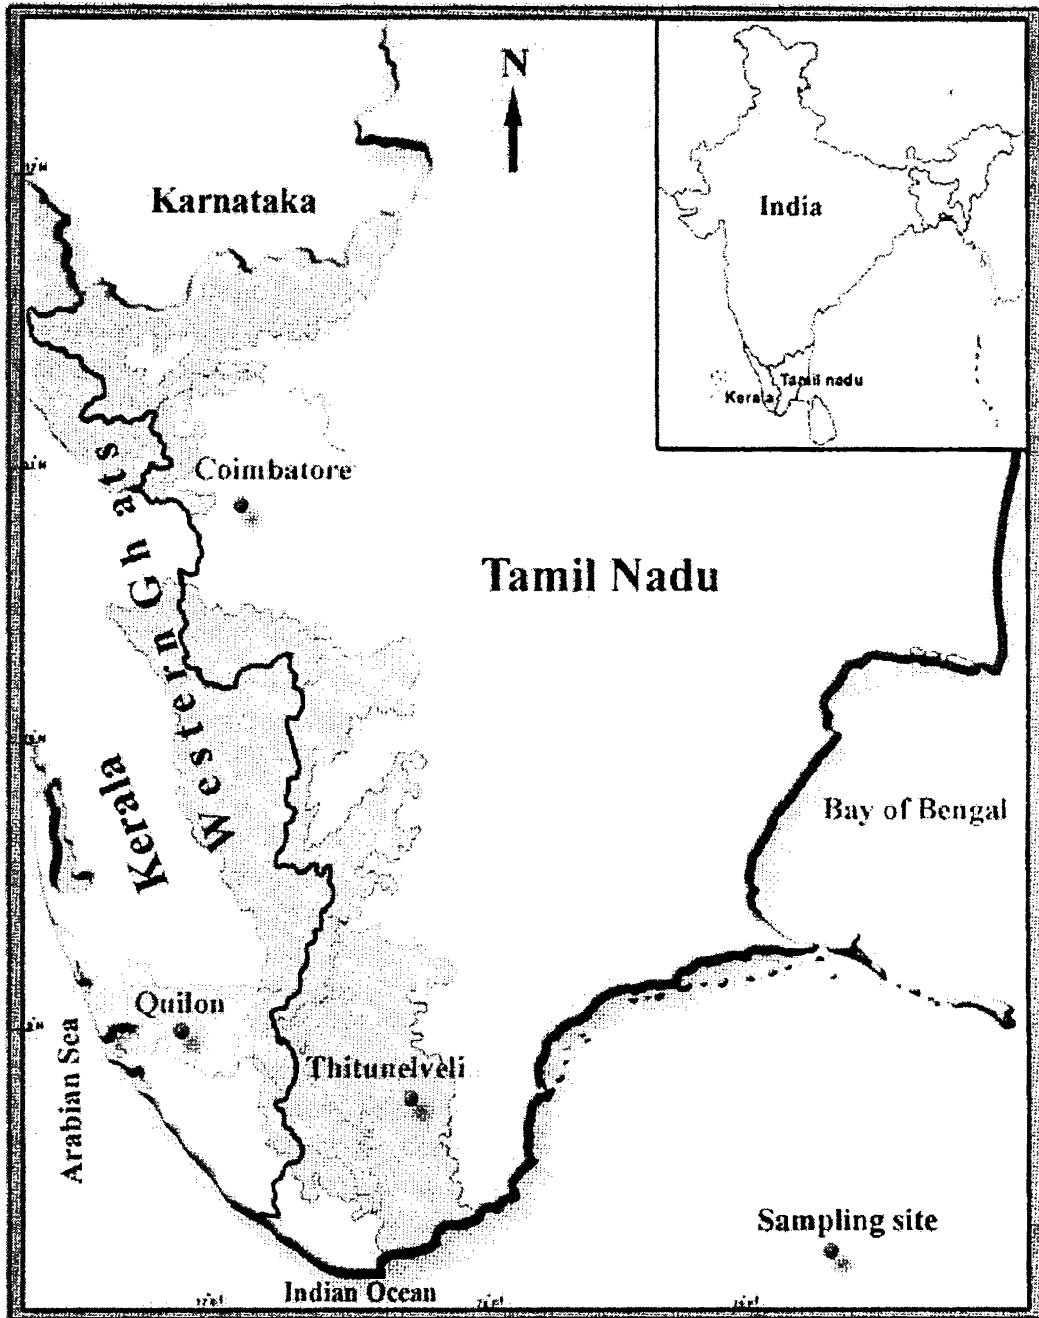 N
Karnataka
India
Tamil nadu
Kerala
Coimbatore
Western Ghats
Tamil Nadu
Kerala
Bay of Bengal
Quilon
Thitunelveli
Arabian Sea
Sampling site
Indian Ocean